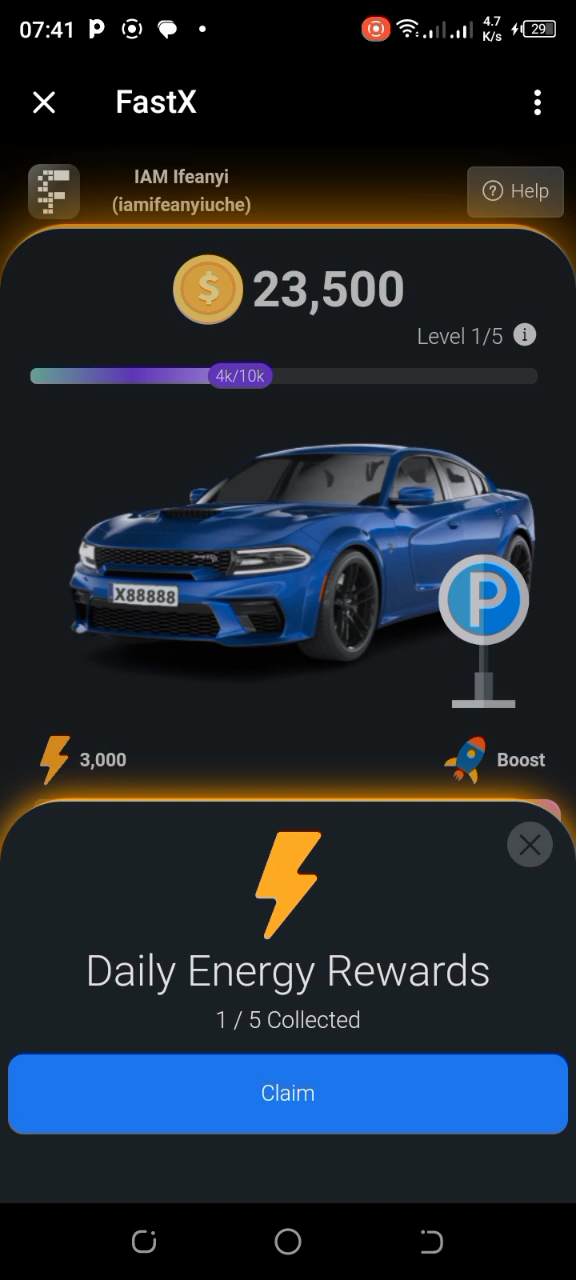 07:41
4.7
K/s
29
FastX
IAM Ifeanyi
(iamifeanyiuche)
Help
23,500
Level 1/5
4k/10k
X88888
P
3,000
Boost
Daily Energy Rewards
1 / 5 Collected
Claim